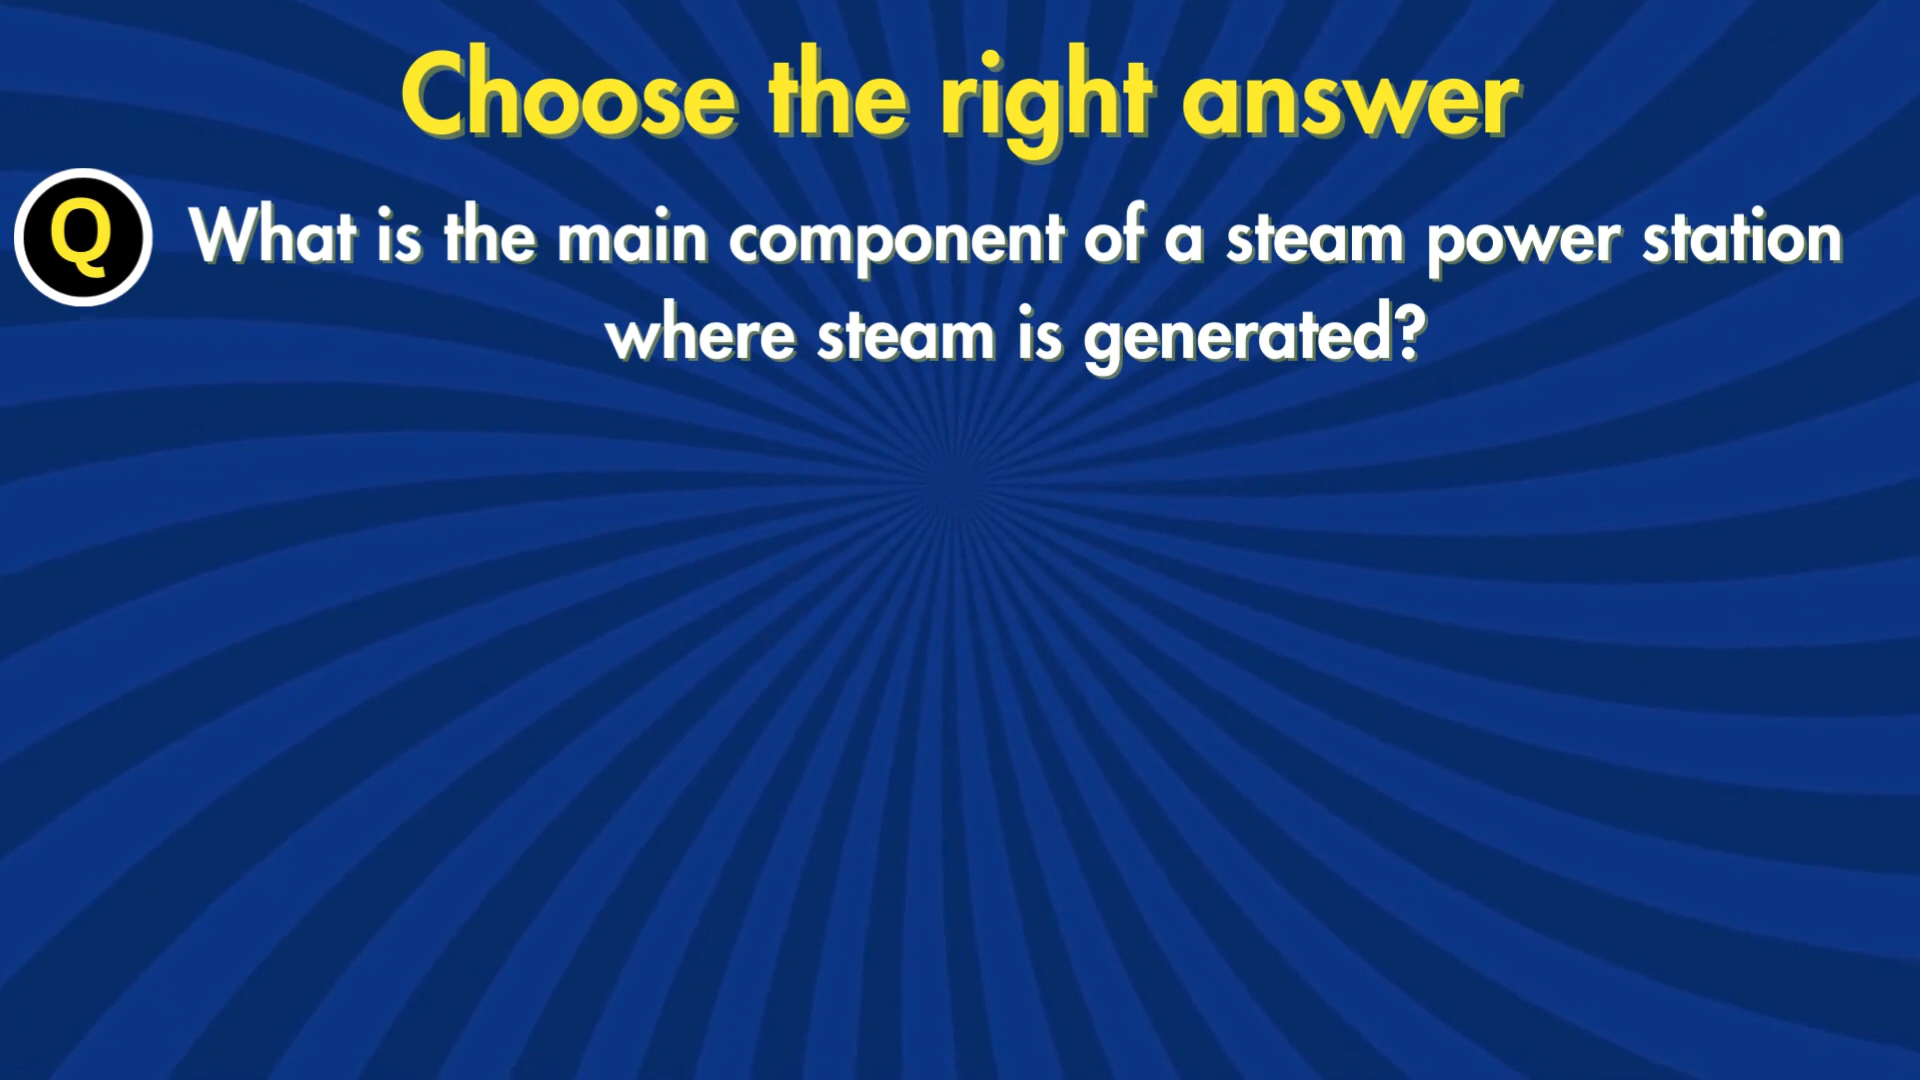 Choose the right answer
Q What is the main component of a steam power station
where steam is generated?